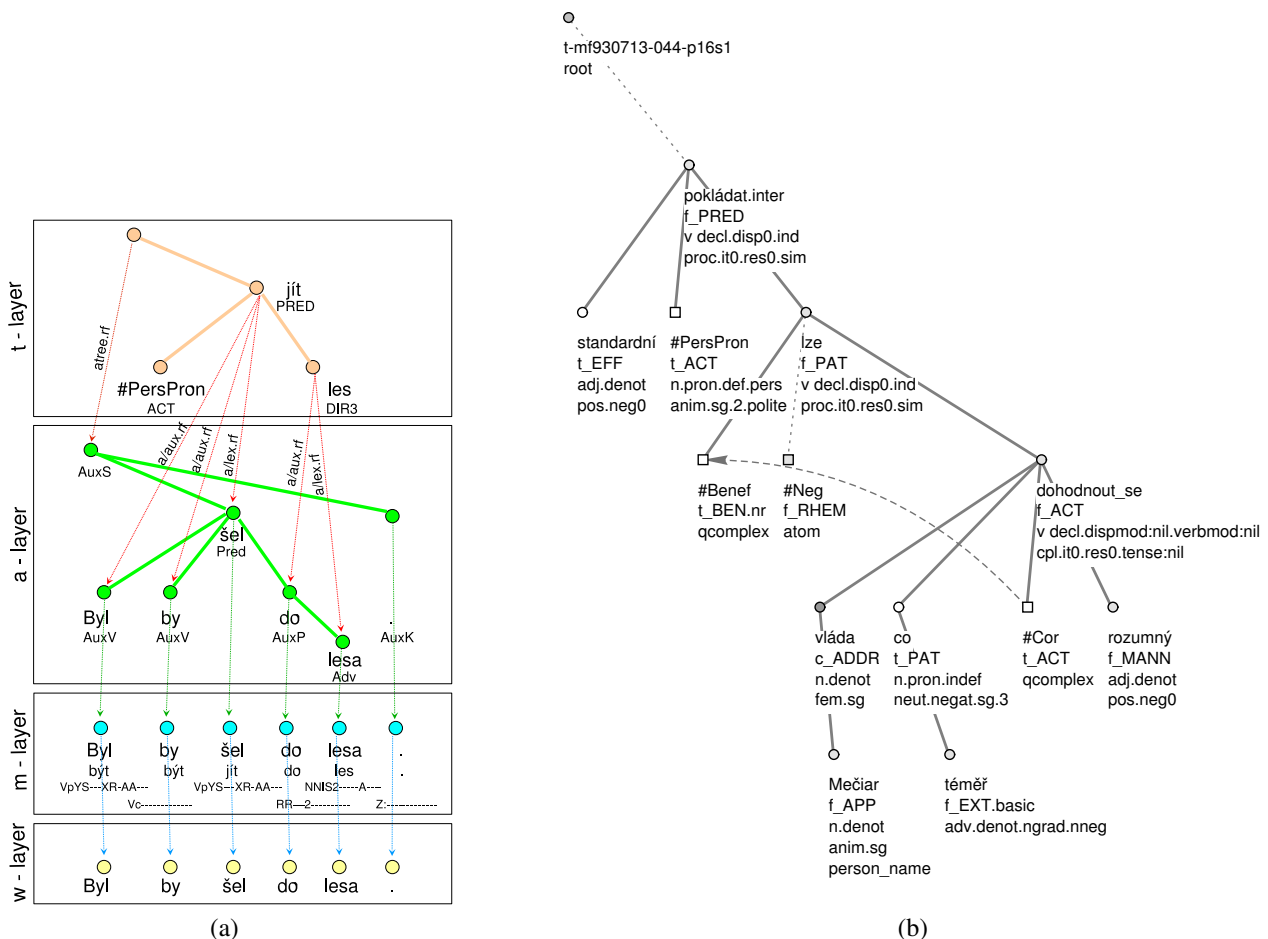 t - layer
jít
PRED
atree.rf
#PersPron
ACT
les
DIR3
a - layer
a/aux.rf
a/aux.rf
a/lex.rf
a/aux.rf
a/lex.rf
AuxS
šel
Pred
Byl
AuxV
by
AuxV
do
AuxP
.
AuxK
lesa
Adv
m - layer
Byl by šel do lesa .
být být jít do les .
VpYS---XR-AA--- VpYS---XR-AA--- NNIS2-----A----
Vc------------- RR--2---------- Z:-------------
w - layer
Byl by šel do lesa .
(a)
t-mf930713-044-p16s1
root
pokládat.inter
f_PRED
v decl.disp0.ind
proc.it0.res0.sim
standardní
t_EFF
adj.denot
pos.neg0
#PersPron
t_ACT
n.pron.def.pers
anim.sg.2.polite
lze
f_PAT
v decl.disp0.ind
proc.it0.res0.sim
#Benef
t_BEN.nr
qcomplex
#Neg
f_RHEM
atom
dohodnout_se
f_ACT
v decl.dispmod:nil.verbmod:nil
cpl.it0.res0.tense:nil
vláda
c_ADDR
n.denot
fem.sg
co
t_PAT
n.pron.indef
neut.negat.sg.3
#Cor
t_ACT
qcomplex
rozumný
f_MANN
adj.denot
pos.neg0
Mečiar
f_APP
n.denot
anim.sg
person_name
téměř
f_EXT.basic
adv.denot.ngrad.nneg
(b)